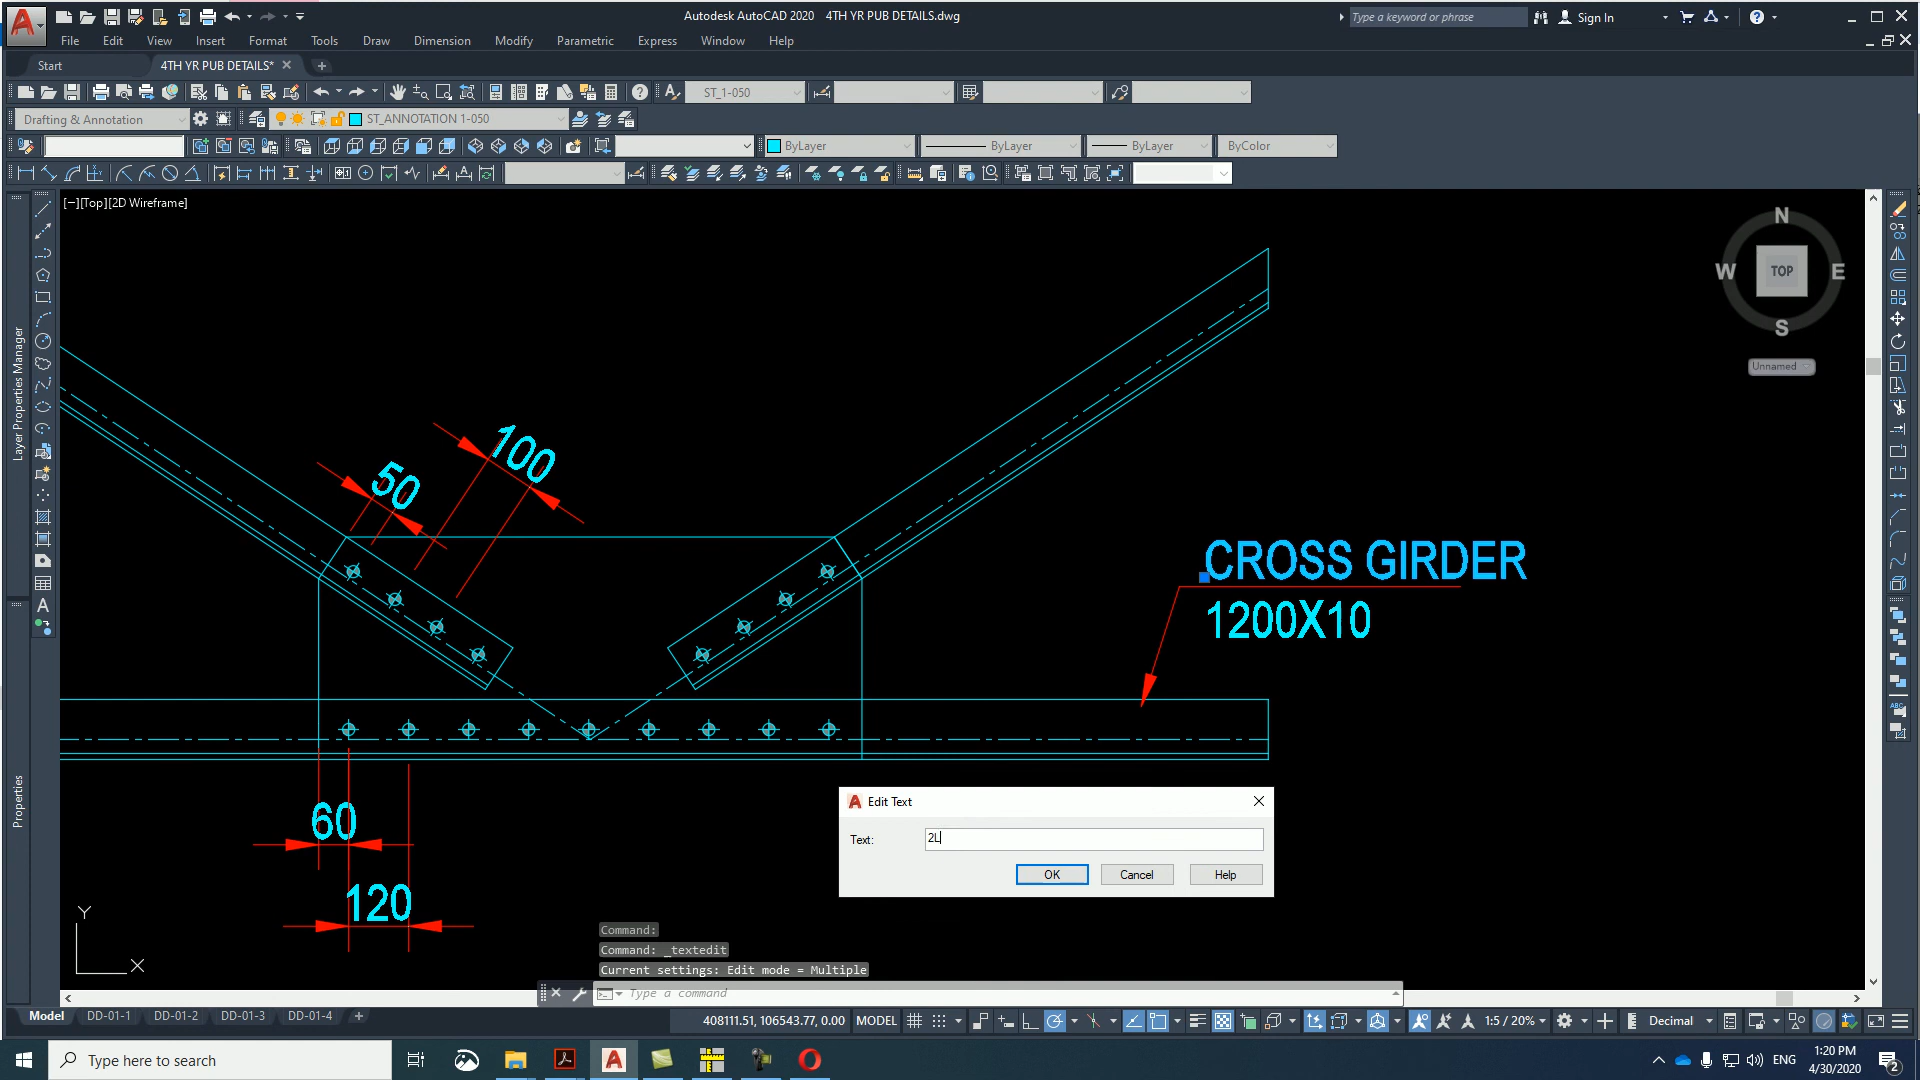 Autodesk AutoCAD 2020 4TH YR PUB DETAILS.dwg
Type a keyword or phrase
Sign In
File Edit View Insert Format Tools Draw Dimension Modify Parametric Express Window Help
Start
4TH YR PUB DETAILS*
ST_1-050
Drafting & Annotation
ST_ANNOTATION 1-050
ByLayer
ByLayer
ByLayer
ByColor
[−][Top][2D Wireframe]
N
W
TOP
E
S
Unnamed
Layer Properties Manager
Properties
100
50
CROSS GIRDER
1200X10
60
120
Y
X
Edit Text
Text:
2L
OK
Cancel
Help
Command:
Command: _textedit
Current settings: Edit mode = Multiple
Type a command
Model DD-01-1 DD-01-2 DD-01-3 DD-01-4
408111.51, 106543.77, 0.00 MODEL
1:5 / 20%
Decimal
Type here to search
ENG
1:20 PM
4/30/2020
2